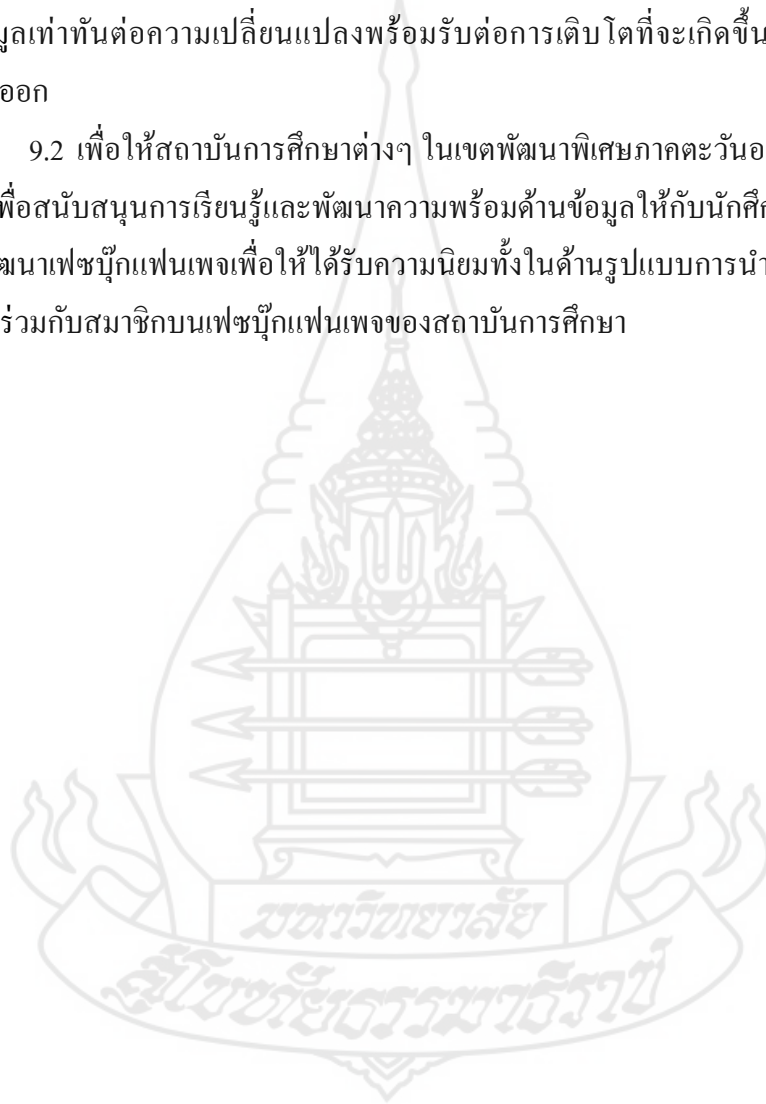 มูลเท่าทันต่อความเปลี่ยนแปลงพร้อมรับต่อการเติบโตที่จะเกิดขึ้น
ออก
9.2 เพื่อให้สถาบันการศึกษาต่างๆ ในเขตพัฒนาพิเศษภาคตะวันอ
พื่อสนับสนุนการเรียนรู้และพัฒนาความพร้อมด้านข้อมูลให้กับนักศึก
ฒนาเฟซบุ๊กแฟนเพจเพื่อให้ได้รับความนิยมทั้งในด้านรูปแบบการนำ
ร่วมกับสมาชิกบนเฟซบุ๊กแฟนเพจของสถาบันการศึกษา
มหาวิทยาลัย
สุโขทัยธรรมาธิราช